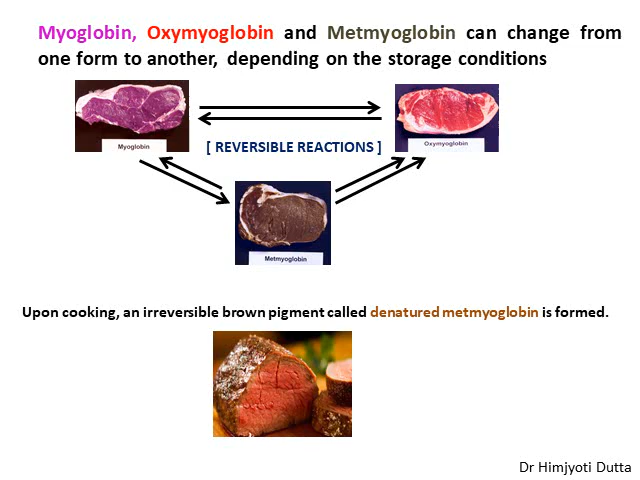 Myoglobin, Oxymyoglobin and Metmyoglobin can change from
one form to another, depending on the storage conditions
Myoglobin
Oxymyoglobin
[ REVERSIBLE REACTIONS ]
Metmyoglobin
Upon cooking, an irreversible brown pigment called denatured metmyoglobin is formed.
Dr Himjyoti Dutta